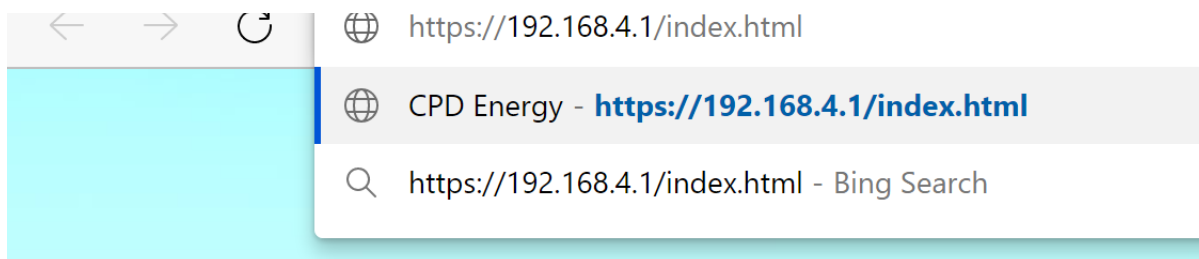 https://192.168.4.1/index.html
CPD Energy - https://192.168.4.1/index.html
https://192.168.4.1/index.html - Bing Search